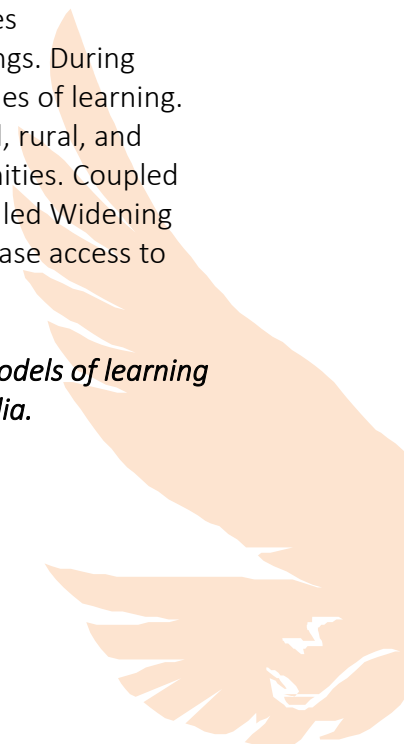 es
ngs. During
es of learning.
l, rural, and
nities. Coupled
led Widening
ase access to
odels of learning
lia.